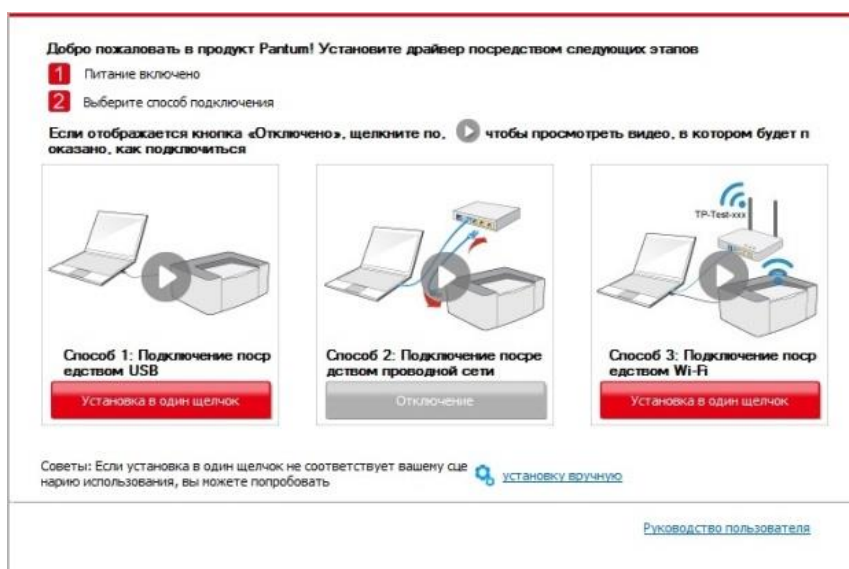 Добро пожаловать в продукт Pantum! Установите драйвер посредством следующих этапов
1 Питание включено
2 Выберите способ подключения
Если отображается кнопка «Отключено», щелкните по, чтобы просмотреть видео, в котором будет п
оказано, как подключиться
TP-Test-xxx
Способ 1: Подключение поср
едством USB
Установка в один щелчок
Способ 2: Подключение посре
дством проводной сети
Отключение
Способ 3: Подключение поср
едством Wi-Fi
Установка в один щелчок
Советы: Если установка в один щелчок не соответствует вашему сце
нарию использования, вы можете попробовать
установку вручную
Руководство пользователя